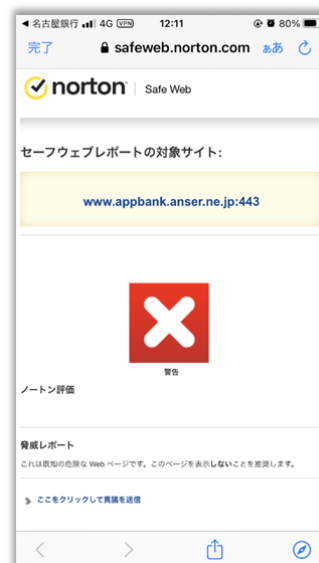 ◀名古屋銀行 4G VPN 12:11 80%
完了 safeweb.norton.com ああ
norton Safe Web
セーフウェブレポートの対象サイト:
www.appbank.anser.ne.jp:443
警告
ノートン評価
脅威レポート
これは既知の危険な Web ページです。このページを表示しないことを推奨します。
ここをクリックして異議を送信